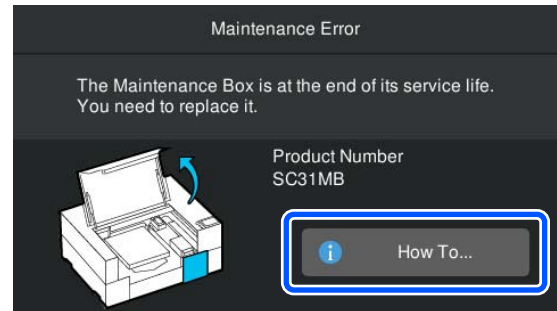 Maintenance Error
The Maintenance Box is at the end of its service life.
You need to replace it.
Product Number
SC31MB
How To...